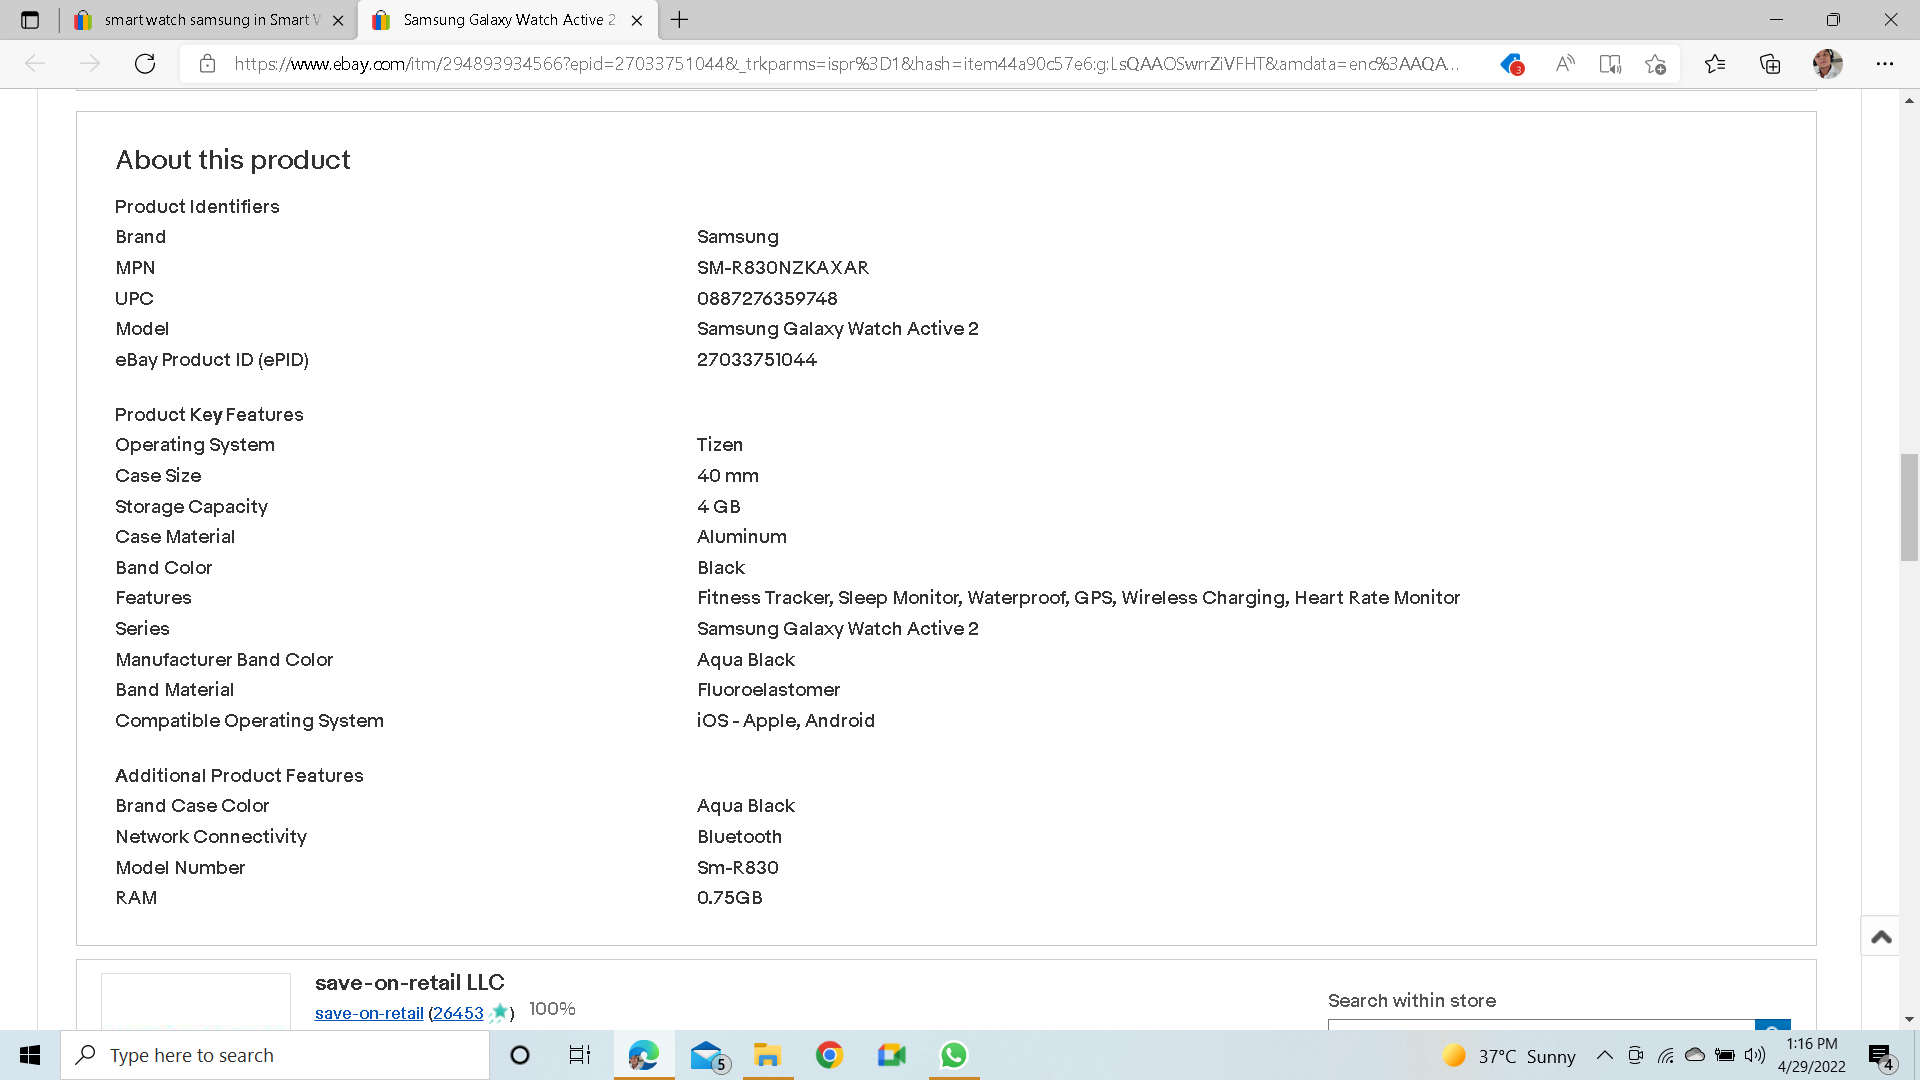 smart watch samsung in Smart W
Samsung Galaxy Watch Active 2
https://www.ebay.com/itm/294893934566?epid=27033751044&_trkparms=ispr%3D1&hash=item44a90c57e6:g:LsQAAOSwrrZiVFHT&amdata=enc%3AAQA...
3
About this product
Product Identifiers
Brand Samsung
MPN SM-R830NZKAXAR
UPC 0887276359748
Model Samsung Galaxy Watch Active 2
eBay Product ID (ePID) 27033751044
Product Key Features
Operating System Tizen
Case Size 40 mm
Storage Capacity 4 GB
Case Material Aluminum
Band Color Black
Features Fitness Tracker, Sleep Monitor, Waterproof, GPS, Wireless Charging, Heart Rate Monitor
Series Samsung Galaxy Watch Active 2
Manufacturer Band Color Aqua Black
Band Material Fluoroelastomer
Compatible Operating System iOS - Apple, Android
Additional Product Features
Brand Case Color Aqua Black
Network Connectivity Bluetooth
Model Number Sm-R830
RAM 0.75GB
save-on-retail LLC
save-on-retail (26453) 100%
Search within store
Type here to search
5
37°C Sunny
1:16 PM
4/29/2022
4